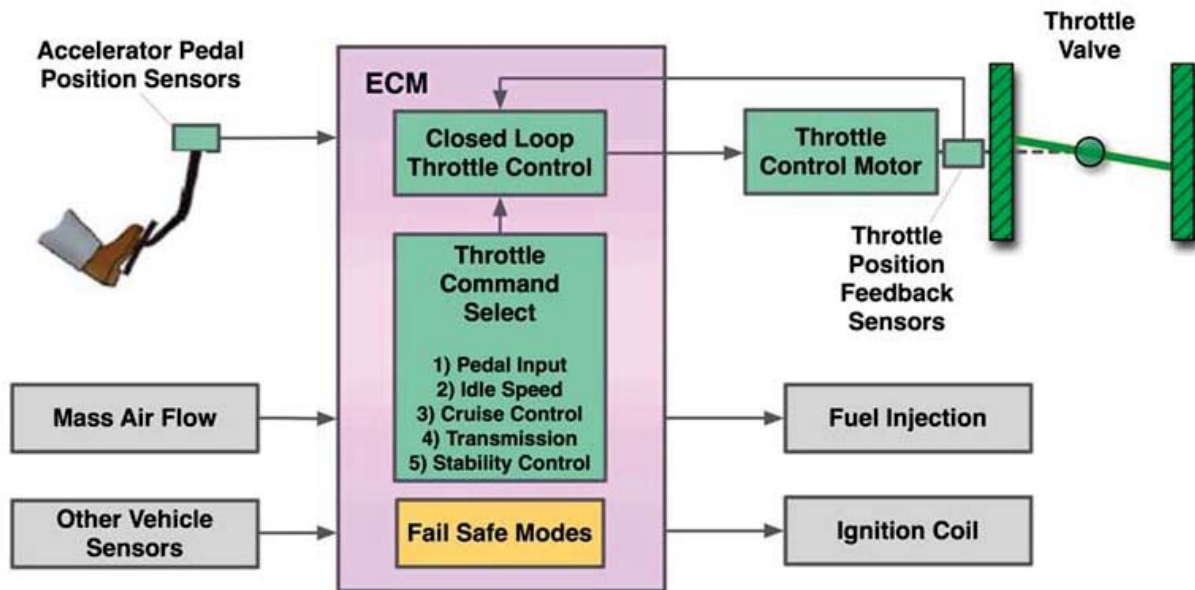 Accelerator Pedal
Position Sensors
ECM
Closed Loop
Throttle Control
Throttle
Control Motor
Throttle
Valve
Throttle
Position
Feedback
Sensors
Throttle
Command
Select
1) Pedal Input
2) Idle Speed
3) Cruise Control
4) Transmission
5) Stability Control
Mass Air Flow
Fuel Injection
Other Vehicle
Sensors
Fail Safe Modes
Ignition Coil